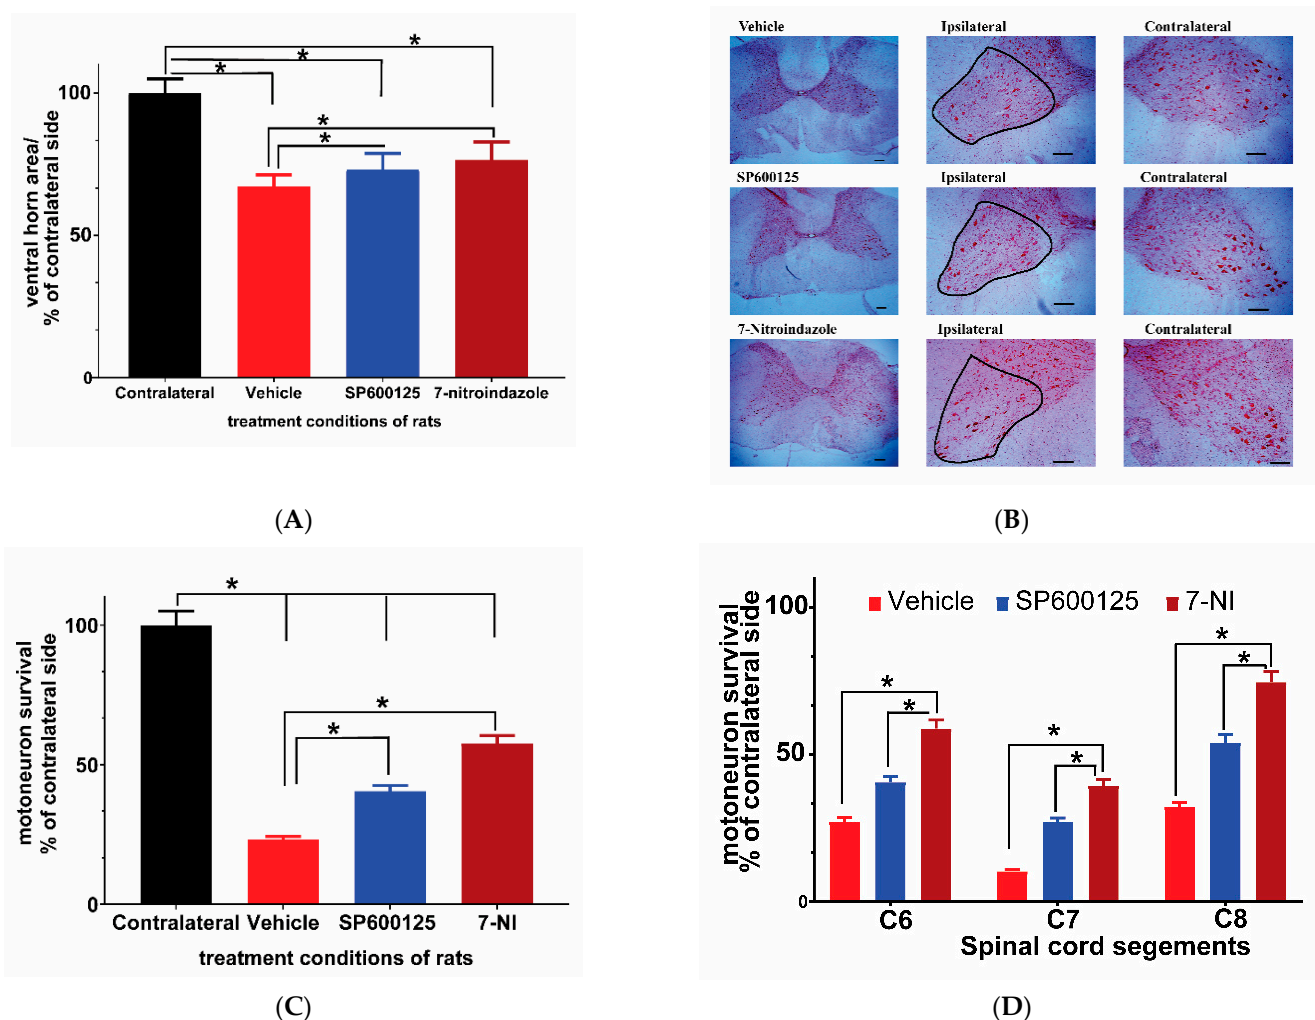 ventral horn area/
% of contralateral side
100
50
0
* * *
* *
Contralateral Vehicle SP600125 7-nitroindazole
treatment conditions of rats
(A)
Vehicle Ipsilateral Contralateral
SP600125 Ipsilateral Contralateral
7-Nitroindazole Ipsilateral Contralateral
(B)
motoneuron survival
% of contralateral side
100
50
0
*
* *
Contralateral Vehicle SP600125 7-NI
treatment conditions of rats
(C)
motoneuron survival
% of contralateral side
100
50
0
Vehicle SP600125 7-NI
* *
* *
* *
C6 C7 C8
Spinal cord segements
(D)